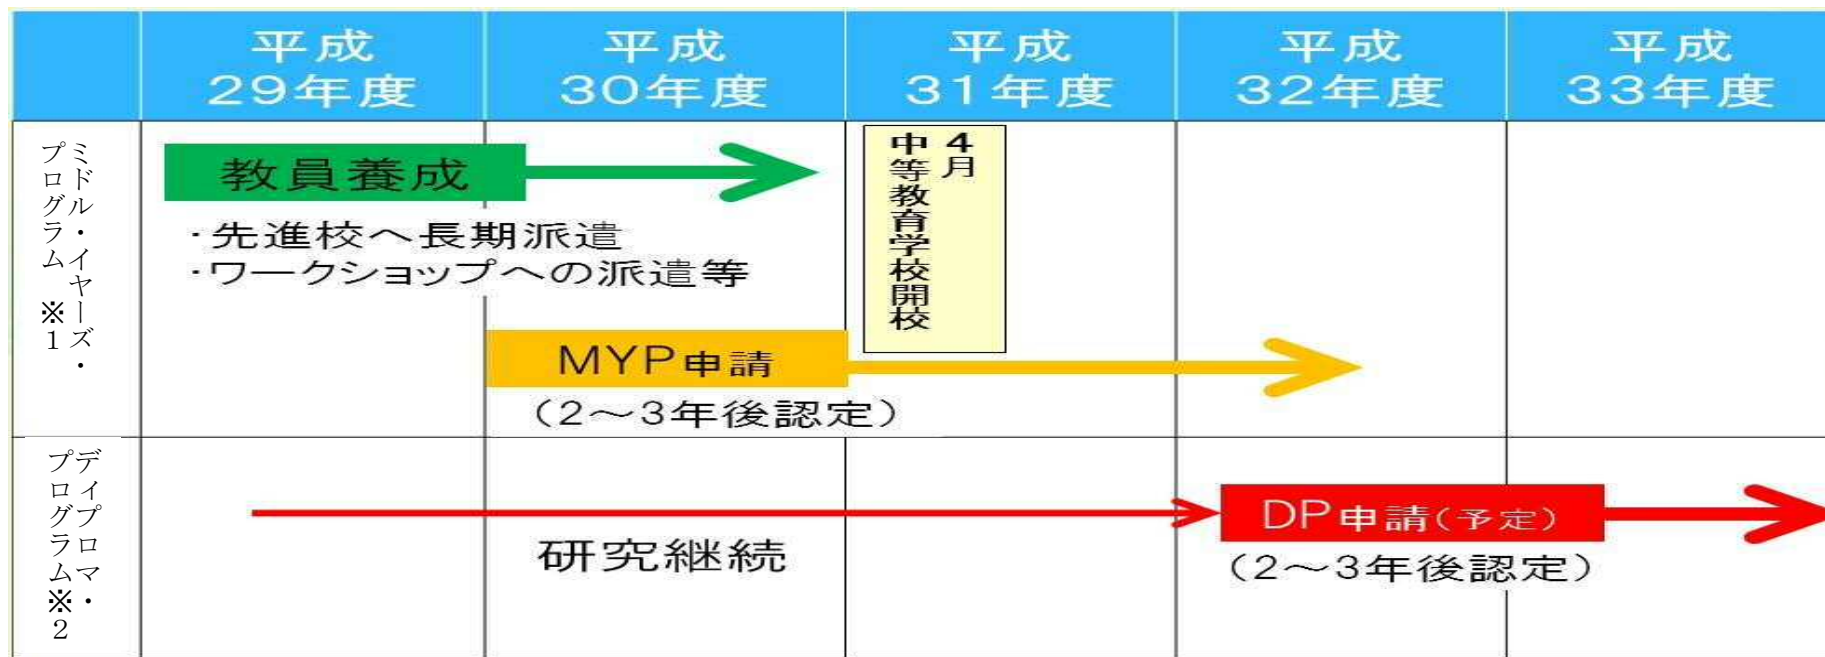 平成
29年度
平成
30年度
平成
31年度
平成
32年度
平成
33年度
ミドル・イヤーズ・
プログラム ※1
教員養成
・先進校へ長期派遣
・ワークショップへの派遣等
4月
中等教育学校開校
MYP申請
（2～3年後認定）
デイプロマ・
プログラム※2
研究継続
DP申請（予定）
（2～3年後認定）